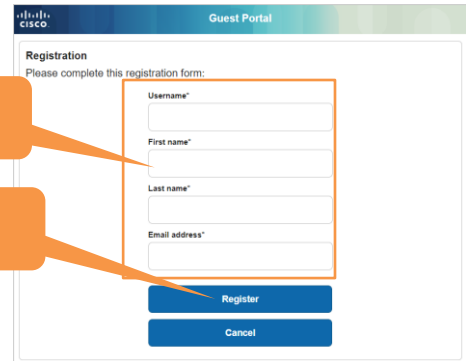 cisco
Guest Portal
Registration
Please complete this registration form:
Username*
First name*
Last name*
Email address*
Register
Cancel